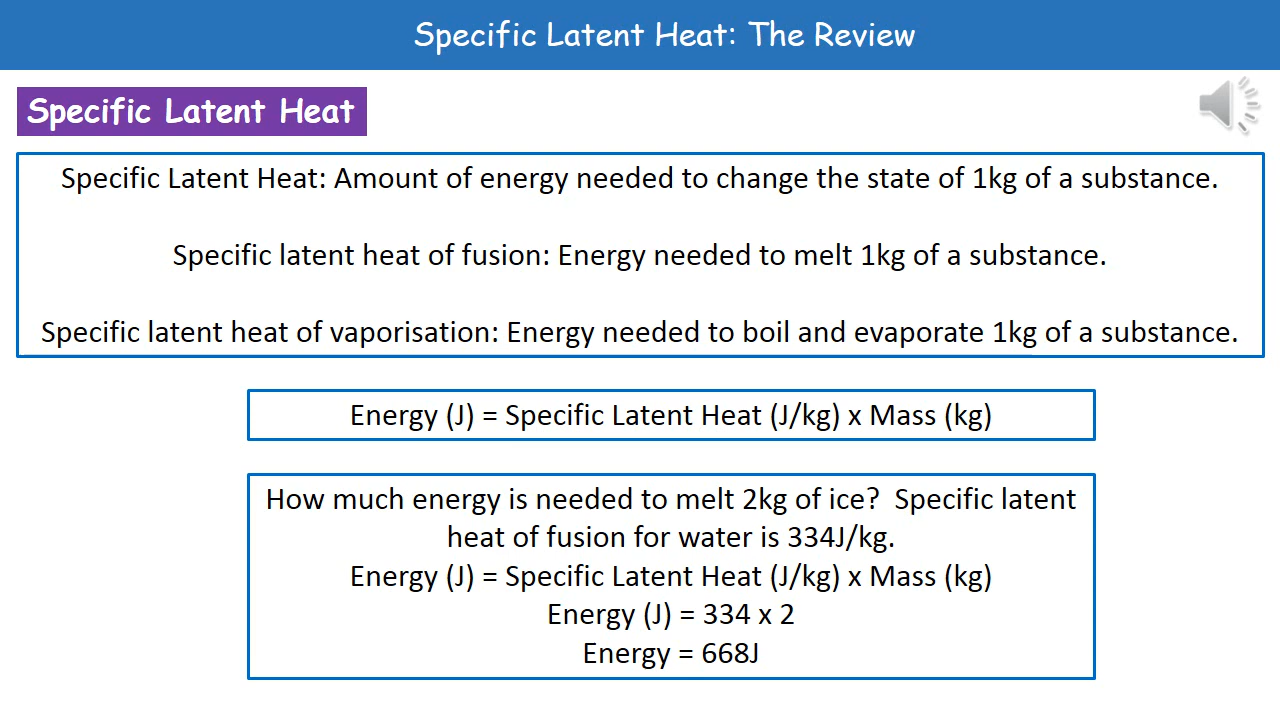 Specific Latent Heat: The Review
Specific Latent Heat
Specific Latent Heat: Amount of energy needed to change the state of 1kg of a substance.
Specific latent heat of fusion: Energy needed to melt 1kg of a substance.
Specific latent heat of vaporisation: Energy needed to boil and evaporate 1kg of a substance.
Energy (J) = Specific Latent Heat (J/kg) x Mass (kg)
How much energy is needed to melt 2kg of ice?  Specific latent
heat of fusion for water is 334J/kg.
Energy (J) = Specific Latent Heat (J/kg) x Mass (kg)
Energy (J) = 334 x 2
Energy = 668J